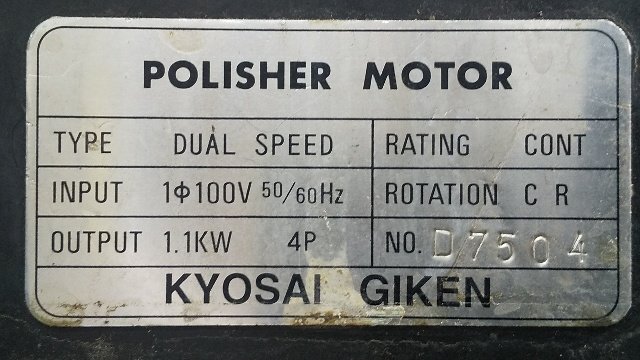 POLISHER MOTOR
TYPE DUAL SPEED RATING CONT
INPUT 1Φ100V 50/60Hz ROTATION C R
OUTPUT 1.1KW 4P NO. D7504
KYOSAI GIKEN